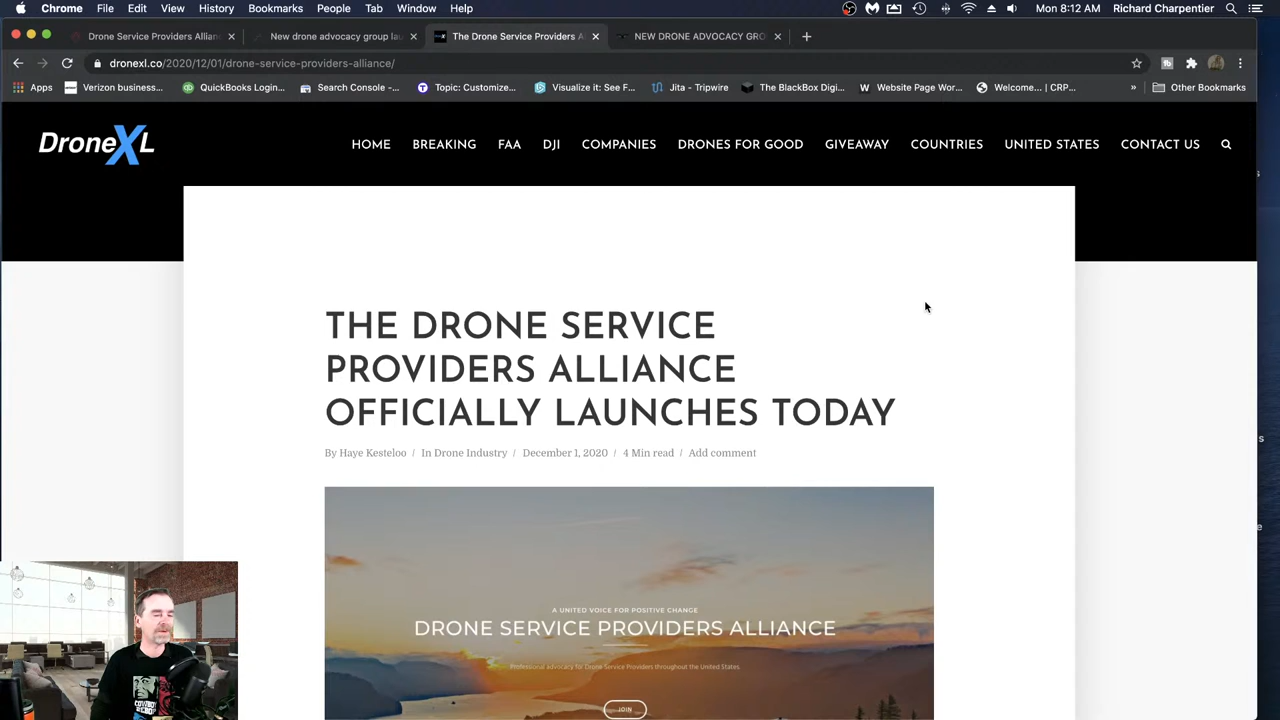 Chrome File Edit View History Bookmarks People Tab Window Help Mon 8:12 AM Richard Charpentier
Drone Service Providers Allian New drone advocacy group lau The Drone Service Providers A NEW DRONE ADVOCACY GRO
dronexl.co/2020/12/01/drone-service-providers-alliance/
Apps Verizon business... QuickBooks Login... Search Console -... Topic: Customize... Visualize it: See F... Jita - Tripwire The BlackBox Digi... Website Page Wor... Welcome... | CRP... » Other Bookmarks
DroneXL HOME BREAKING FAA DJI COMPANIES DRONES FOR GOOD GIVEAWAY COUNTRIES UNITED STATES CONTACT US
THE DRONE SERVICE
PROVIDERS ALLIANCE
OFFICIALLY LAUNCHES TODAY
By Haye Kesteloo / In Drone Industry / December 1, 2020 / 4 Min read / Add comment
A UNITED VOICE FOR POSITIVE CHANGE
DRONE SERVICE PROVIDERS ALLIANCE
Professional advocacy for Drone Service Providers throughout the United States.
JOIN